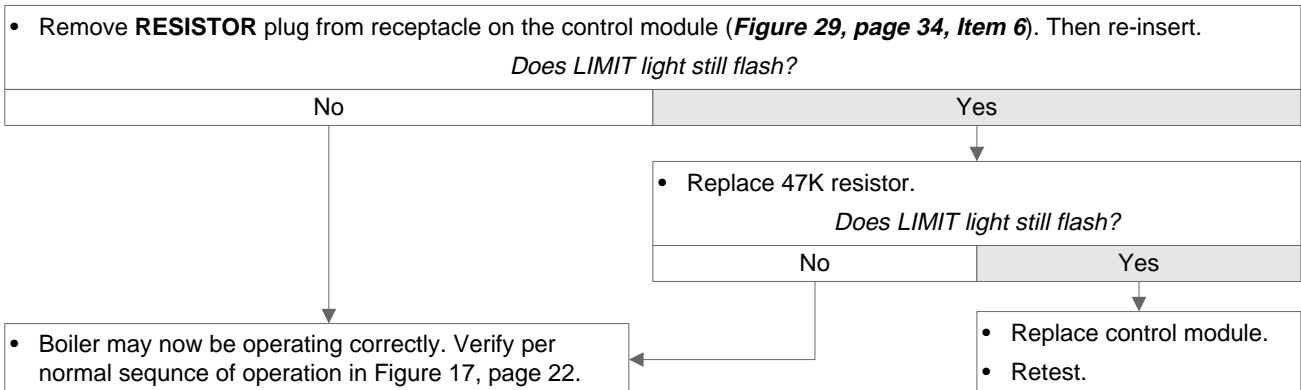 • Remove RESISTOR plug from receptacle on the control module (Figure 29, page 34, Item 6). Then re-insert.
Does LIMIT light still flash?
No
Yes
• Replace 47K resistor.
Does LIMIT light still flash?
No
Yes
• Boiler may now be operating correctly. Verify per
normal sequnce of operation in Figure 17, page 22.
• Replace control module.
• Retest.